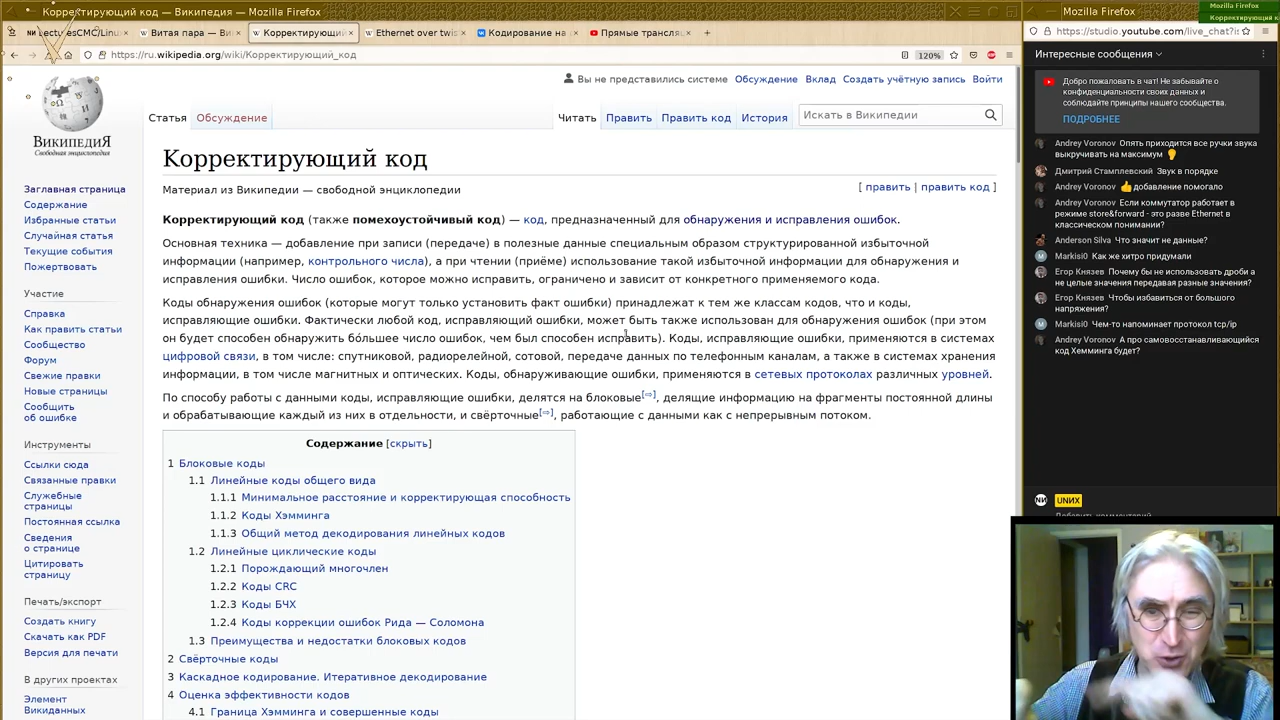 Корректирующий код — Википедия — Mozilla Firefox
Mozilla Firefox
Mozilla Firefox
Корректирующий к
LecturesCMC/Linu
Витая пара — Ви
Корректирующий
Ethernet over twis
Кодирование на
Прямые трансля
https://ru.wikipedia.org/wiki/Корректирующий_код
120%
https://studio.youtube.com/live_chat?i
Вы не представились системе Обсуждение Вклад Создать учётную запись Войти
ВикипедиЯ
Свободная энциклопедия
Статья Обсуждение
Читать Править Править код История
Искать в Википедии
Заглавная страница
Содержание
Избранные статьи
Случайная статья
Текущие события
Пожертвовать
Участие
Справка
Как править статью
Сообщество
Форум
Свежие правки
Новые страницы
Сообщить
об ошибке
Инструменты
Ссылки сюда
Связанные правки
Служебные
страницы
Постоянная ссылка
Сведения
о странице
Цитировать
страницу
Печать/экспорт
Создать книгу
Скачать как PDF
Версия для печати
В других проектах
Элемент
Викиданных
Корректирующий код
Материал из Википедии — свободной энциклопедии
[ править | править код ]
Корректирующий код (также помехоустойчивый код) — код, предназначенный для обнаружения и исправления ошибок.
Основная техника — добавление при записи (передаче) в полезные данные специальным образом структурированной избыточной
информации (например, контрольного числа), а при чтении (приёме) использование такой избыточной информации для обнаружения и
исправления ошибок. Число ошибок, которое можно исправить, ограничено и зависит от конкретного применяемого кода.
Коды обнаружения ошибок (которые могут только установить факт ошибки) принадлежат к тем же классам кодов, что и коды,
исправляющие ошибки. Фактически любой код, исправляющий ошибки, может быть также использован для обнаружения ошибок (при этом
он будет способен обнаружить бо́льшее число ошибок, чем был способен исправить). Коды, исправляющие ошибки, применяются в системах
цифровой связи, в том числе: спутниковой, радиорелейной, сотовой, передаче данных по телефонным каналам, а также в системах хранения
информации, в том числе магнитных и оптических. Коды, обнаруживающие ошибки, применяются в сетевых протоколах различных уровней.
По способу работы с данными коды, исправляющие ошибки, делятся на блоковые[⇨], делящие информацию на фрагменты постоянной длины
и обрабатывающие каждый из них в отдельности, и свёрточные[⇨], работающие с данными как с непрерывным потоком.
Содержание [скрыть]
1 Блоковые коды
1.1 Линейные коды общего вида
1.1.1 Минимальное расстояние и корректирующая способность
1.1.2 Коды Хэмминга
1.1.3 Общий метод декодирования линейных кодов
1.2 Линейные циклические коды
1.2.1 Порождающий многочлен
1.2.2 Коды CRC
1.2.3 Коды БЧХ
1.2.4 Коды коррекции ошибок Рида — Соломона
1.3 Преимущества и недостатки блоковых кодов
2 Свёрточные коды
3 Каскадное кодирование. Итеративное декодирование
4 Оценка эффективности кодов
4.1 Граница Хэмминга и совершенные коды
Интересные сообщения
Добро пожаловать в чат! Не забывайте о
конфиденциальности своих данных и
соблюдайте принципы нашего сообщества.
ПОДРОБНЕЕ
Andrey Voronov Опять приходится все ручки звука
выкручивать на максимум
Дмитрий Стамплевский Звук в порядке
Andrey Voronov добавление помогало
Andrey Voronov Если коммутатор работает в
режиме store&forward - это разве Ethernet в
классическом понимании?
Anderson Silva Что значит не данные?
Markisi0 Как же хитро придумали
Егор Князев Почему бы не использовать дроби а
не целые значения передавая разные значения?
Егор Князев Чтобы избавиться от большого
напряжения?
Markisi0 Чем-то напоминает протокол tcp/ip
Andrey Voronov А про самовосстанавливающийся
код Хемминга будет?
UNИX